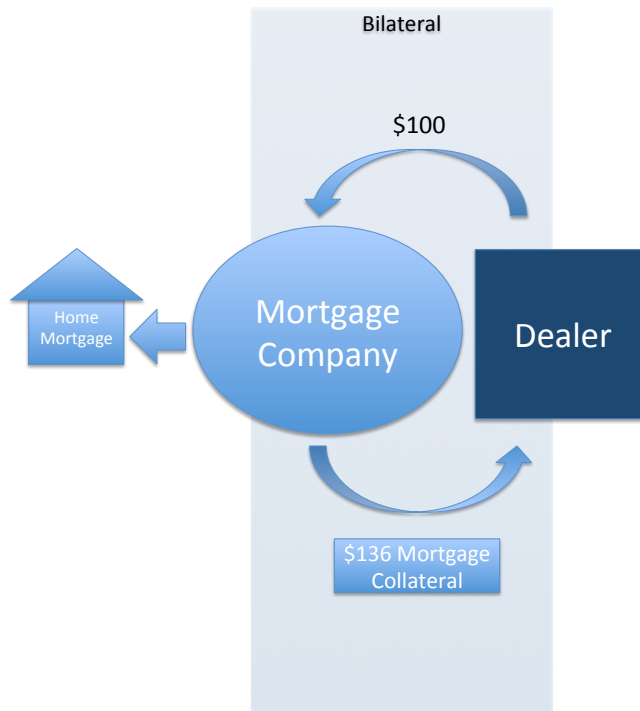 Bilateral
$100
Home
Mortgage
Mortgage
Company
Dealer
$136 Mortgage
Collateral